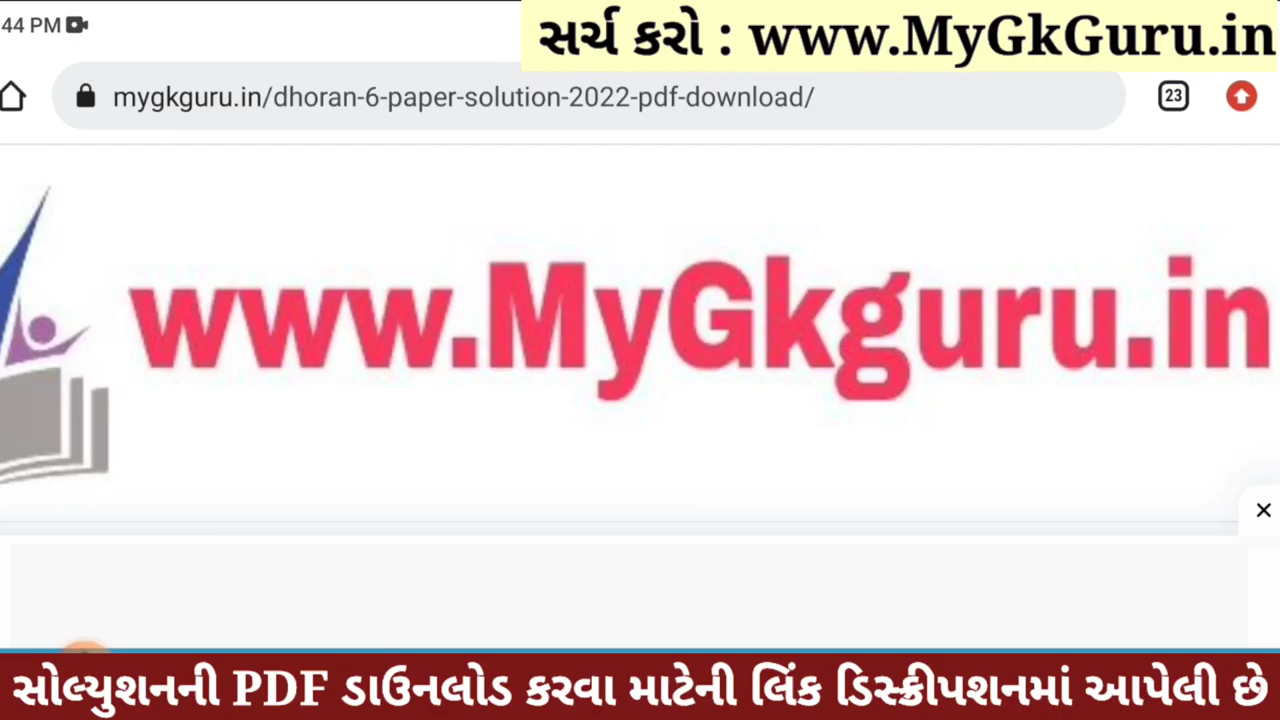 સર્ચ કરો : www.MyGkGuru.in
44 PM
mygkguru.in/dhoran-6-paper-solution-2022-pdf-download/
23
www.MyGkguru.in
સોલ્યુશનની PDF ડાઉનલોડ કરવા માટેની લિંક ડિસ્ક્રીપશનમાં આપેલી છે